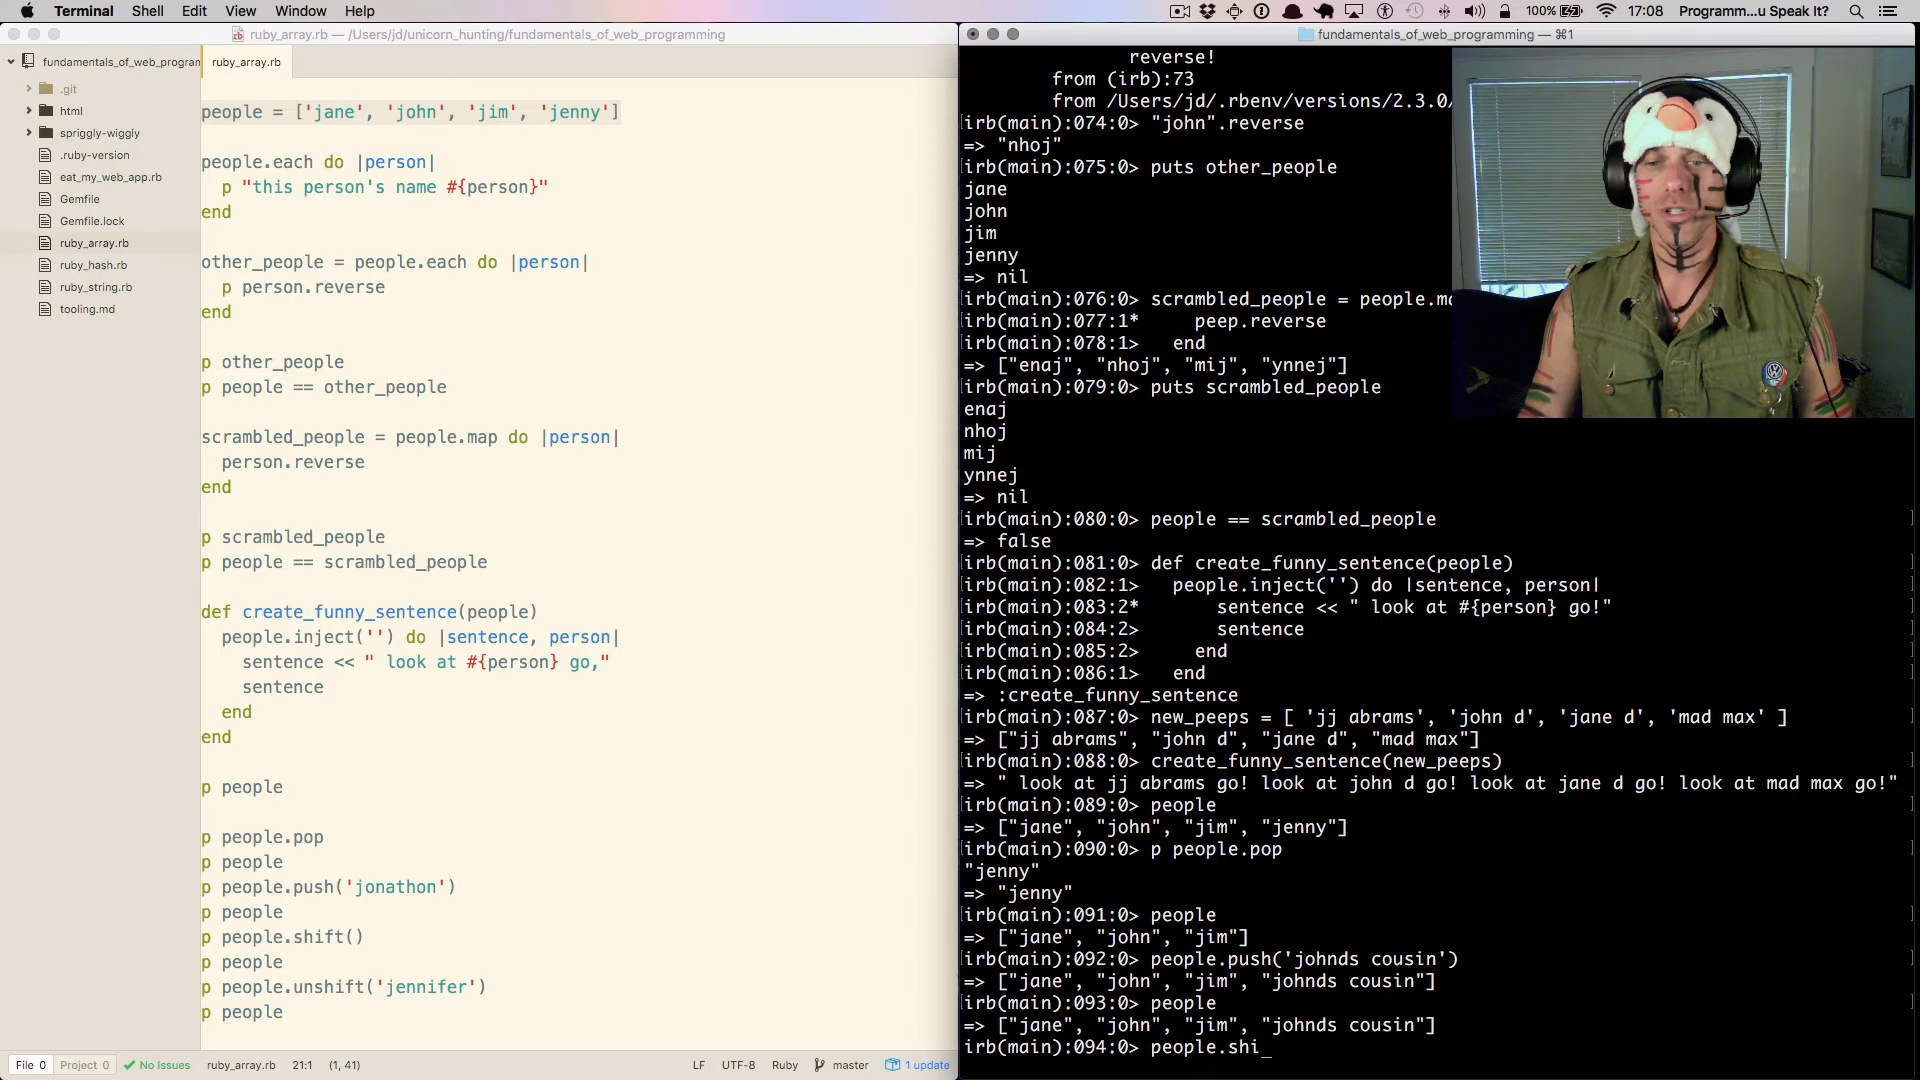 Terminal Shell Edit View Window Help 100% 17:08 Programm...u Speak It?
ruby_array.rb — /Users/jd/unicorn_hunting/fundamentals_of_web_programming
fundamentals_of_web_program
ruby_array.rb
.git
html
spriggly-wiggly
.ruby-version
eat_my_web_app.rb
Gemfile
Gemfile.lock
ruby_array.rb
ruby_hash.rb
ruby_string.rb
tooling.md
people = ['jane', 'john', 'jim', 'jenny']
people.each do |person|
p "this person's name #{person}"
end
other_people = people.each do |person|
p person.reverse
end
p other_people
p people == other_people
scrambled_people = people.map do |person|
person.reverse
end
p scrambled_people
p people == scrambled_people
def create_funny_sentence(people)
people.inject('') do |sentence, person|
sentence << " look at #{person} go,"
sentence
end
end
p people
p people.pop
p people
p people.push('jonathon')
p people
p people.shift()
p people
p people.unshift('jennifer')
p people
File 0 Project 0 No Issues ruby_array.rb 21:1 (1, 41) LF UTF-8 Ruby master 1 update
fundamentals_of_web_programming — ⌘1
reverse!
from (irb):73
from /Users/jd/.rbenv/versions/2.3.0/
irb(main):074:0> "john".reverse
=> "nhoj"
irb(main):075:0> puts other_people
jane
john
jim
jenny
=> nil
irb(main):076:0> scrambled_people = people.ma
irb(main):077:1* peep.reverse
irb(main):078:1> end
=> ["enaj", "nhoj", "mij", "ynnej"]
irb(main):079:0> puts scrambled_people
enaj
nhoj
mij
ynnej
=> nil
irb(main):080:0> people == scrambled_people
=> false
irb(main):081:0> def create_funny_sentence(people)
irb(main):082:1> people.inject('') do |sentence, person|
irb(main):083:2* sentence << " look at #{person} go!"
irb(main):084:2> sentence
irb(main):085:2> end
irb(main):086:1> end
=> :create_funny_sentence
irb(main):087:0> new_peeps = [ 'jj abrams', 'john d', 'jane d', 'mad max' ]
=> ["jj abrams", "john d", "jane d", "mad max"]
irb(main):088:0> create_funny_sentence(new_peeps)
=> " look at jj abrams go! look at john d go! look at jane d go! look at mad max go!"
irb(main):089:0> people
=> ["jane", "john", "jim", "jenny"]
irb(main):090:0> p people.pop
"jenny"
=> "jenny"
irb(main):091:0> people
=> ["jane", "john", "jim"]
irb(main):092:0> people.push('johnds cousin')
=> ["jane", "john", "jim", "johnds cousin"]
irb(main):093:0> people
=> ["jane", "john", "jim", "johnds cousin"]
irb(main):094:0> people.shi_